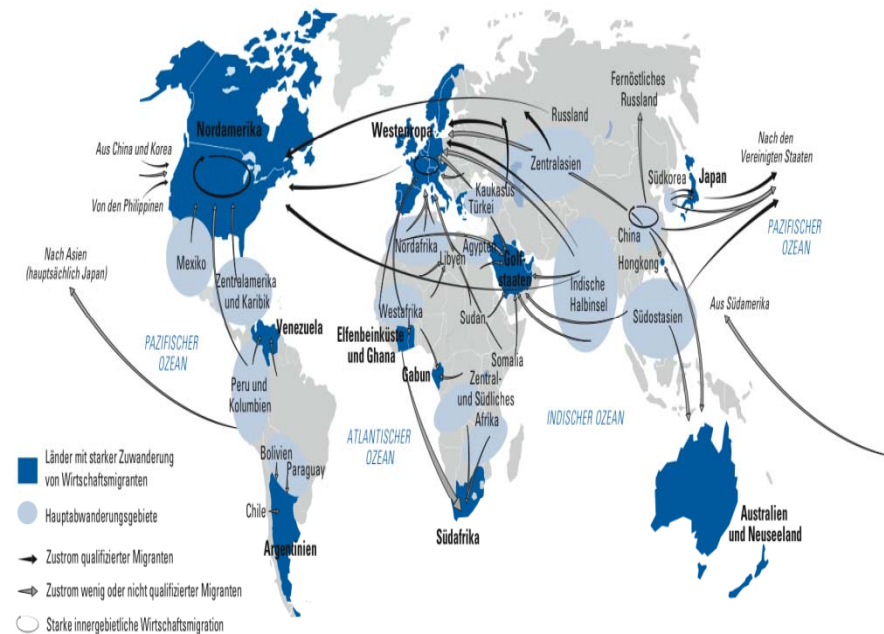 Nordamerika
Aus China und Korea
Von den Philippinen
Mexiko
Zentralamerika
und Karibik
Nach Asien
(hauptsächlich Japan)
PAZIFISCHER
OZEAN
Venezuela
Peru und
Kolumbien
Bolivien
Paraguay
Chile
Argentinien
ATLANTISCHER
OZEAN
Westeuropa
Russland
Fernöstliches
Russland
Zentralasien
Kaukasus
Türkei
Nordafrika
Ägypten
Libyen
Golf-
staaten
Westafrika
Sudan
Elfenbeinküste
und Ghana
Somalia
Gabun
Zentral-
und Südliches
Afrika
Südafrika
Indische
Halbinsel
INDISCHER OZEAN
Südkorea
Japan
China
Hongkong
Südostasien
Nach den
Vereinigten Staaten
PAZIFISCHER
OZEAN
Aus Südamerika
Australien
und Neuseeland
Länder mit starker Zuwanderung
von Wirtschaftsmigranten
Hauptabwanderungsgebiete
Zustrom qualifizierter Migranten
Zustrom wenig oder nicht qualifizierter Migranten
Starke innergebietliche Wirtschaftsmigration